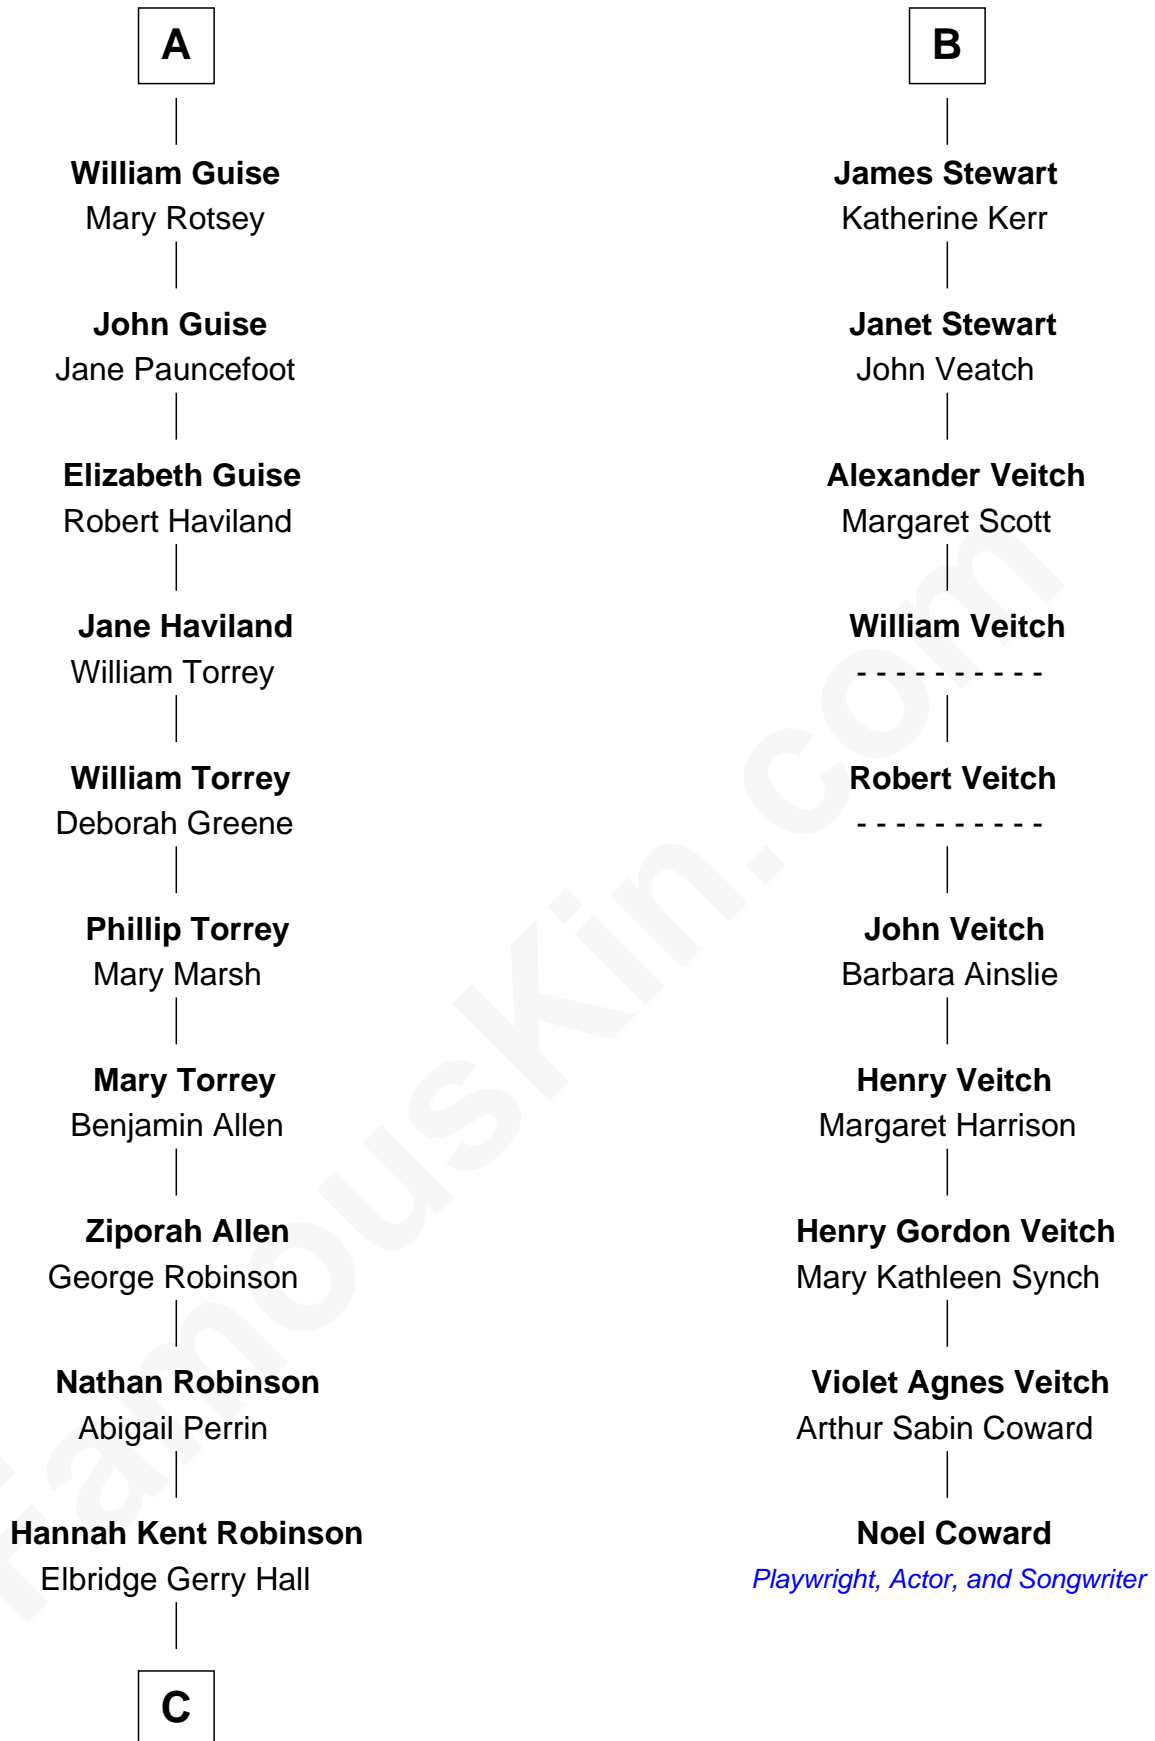 A
William Guise
Mary Rotsey
John Guise
Jane Pauncefoot
Elizabeth Guise
Robert Haviland
Jane Haviland
William Torrey
William Torrey
Deborah Greene
Phillip Torrey
Mary Marsh
Mary Torrey
Benjamin Allen
Ziporah Allen
George Robinson
Nathan Robinson
Abigail Perrin
Hannah Kent Robinson
Elbridge Gerry Hall
C
B
James Stewart
Katherine Kerr
Janet Stewart
John Veatch
Alexander Veitch
Margaret Scott
William Veitch
- - - - - - - - - -
Robert Veitch
- - - - - - - - - -
John Veitch
Barbara Ainslie
Henry Veitch
Margaret Harrison
Henry Gordon Veitch
Mary Kathleen Synch
Violet Agnes Veitch
Arthur Sabin Coward
Noel Coward
Playwright, Actor, and Songwriter
FamousKin.com